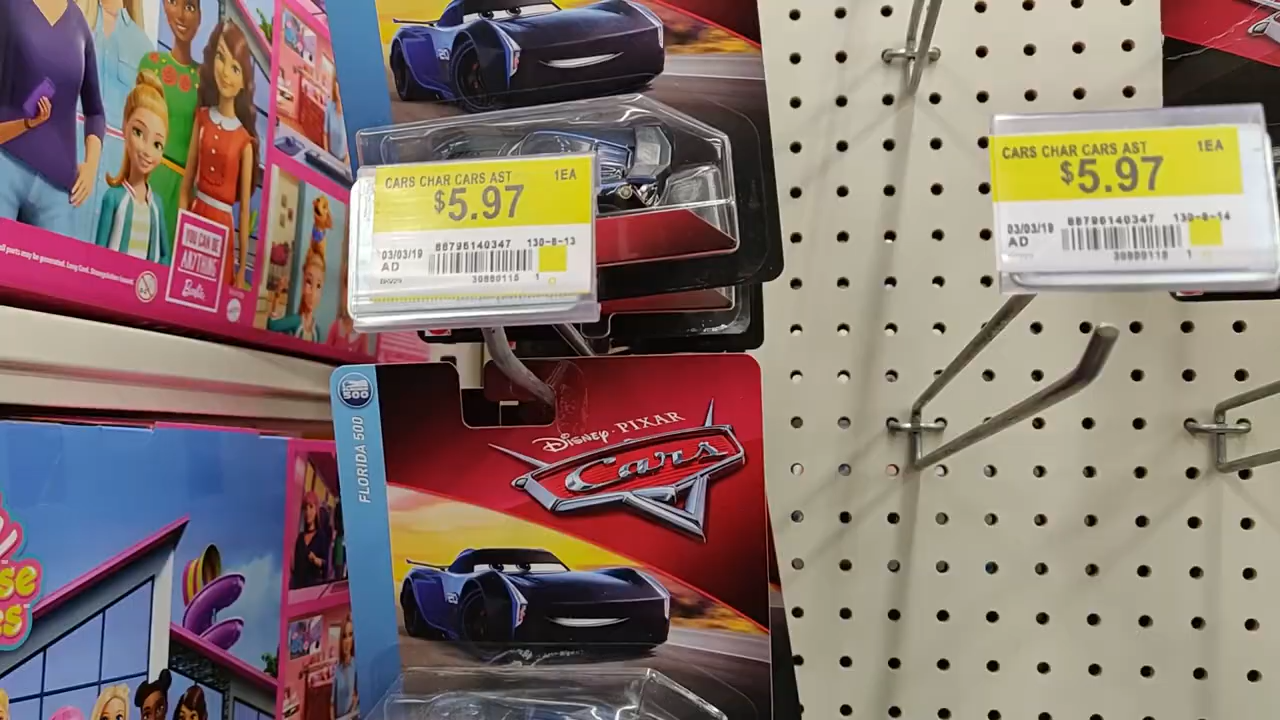 CARS CHAR CARS AST 1EA
$5.97
03/03/19 88796140347 130-8-13
AD
30880115 1
CARS CHAR CARS AST 1EA
$5.97
03/03/19 88796140347 130-8-14
AD
30880115 1
YOU CAN BE
ANYTHING
Barbie
500
FLORIDA 500
DISNEY·PIXAR
Cars
20